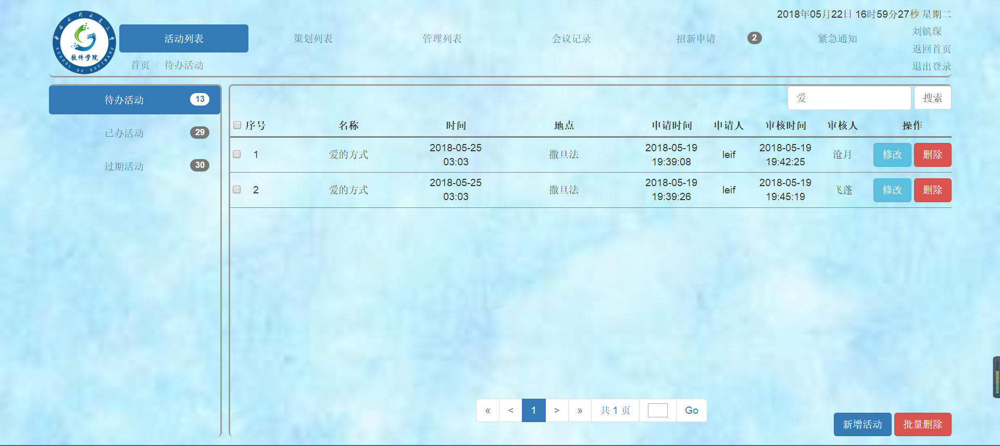 2018年05月22日 16时59分27秒 星期二
刘镔琛
返回首页
退出登录
活动列表 策划列表 管理列表 会议记录 招新申请 2 紧急通知
软件学院
SCHOOL OF SOFTWARE
首页 / 待办活动
待办活动 13
已办活动 29
过期活动 30
爱 搜索
序号 名称 时间 地点 申请时间 申请人 审核时间 审核人 操作
1 爱的方式 2018-05-25 03:03 撒旦法 2018-05-19 19:39:08 leif 2018-05-19 19:42:25 沧月 修改 删除
2 爱的方式 2018-05-25 03:03 撒旦法 2018-05-19 19:39:26 leif 2018-05-19 19:45:19 飞蓬 修改 删除
« < 1 > » 共 1 页 Go
新增活动 批量删除